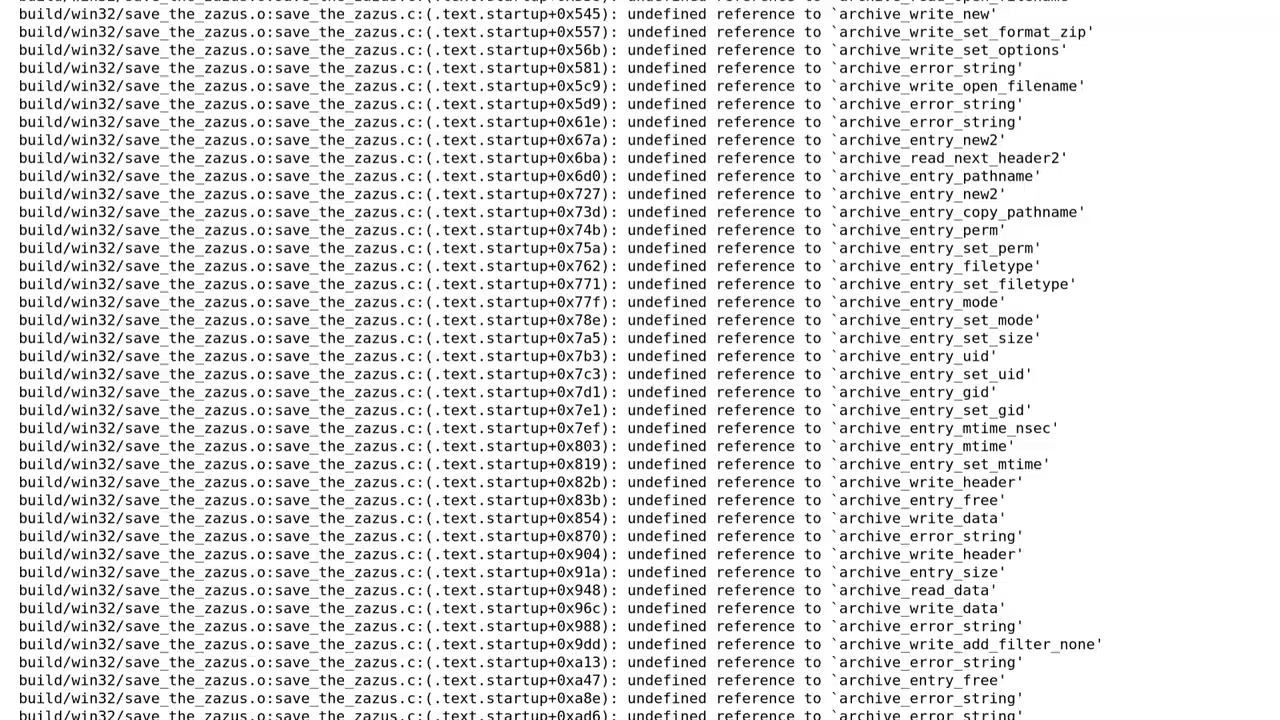 build/win32/save_the_zazus.o:save_the_zazus.c:(.text.startup+0x545): undefined reference to `archive_write_new'
build/win32/save_the_zazus.o:save_the_zazus.c:(.text.startup+0x557): undefined reference to `archive_write_set_format_zip'
build/win32/save_the_zazus.o:save_the_zazus.c:(.text.startup+0x56b): undefined reference to `archive_write_set_options'
build/win32/save_the_zazus.o:save_the_zazus.c:(.text.startup+0x581): undefined reference to `archive_error_string'
build/win32/save_the_zazus.o:save_the_zazus.c:(.text.startup+0x5c9): undefined reference to `archive_write_open_filename'
build/win32/save_the_zazus.o:save_the_zazus.c:(.text.startup+0x5d9): undefined reference to `archive_error_string'
build/win32/save_the_zazus.o:save_the_zazus.c:(.text.startup+0x61e): undefined reference to `archive_error_string'
build/win32/save_the_zazus.o:save_the_zazus.c:(.text.startup+0x67a): undefined reference to `archive_entry_new2'
build/win32/save_the_zazus.o:save_the_zazus.c:(.text.startup+0x6ba): undefined reference to `archive_read_next_header2'
build/win32/save_the_zazus.o:save_the_zazus.c:(.text.startup+0x6d0): undefined reference to `archive_entry_pathname'
build/win32/save_the_zazus.o:save_the_zazus.c:(.text.startup+0x727): undefined reference to `archive_entry_new2'
build/win32/save_the_zazus.o:save_the_zazus.c:(.text.startup+0x73d): undefined reference to `archive_entry_copy_pathname'
build/win32/save_the_zazus.o:save_the_zazus.c:(.text.startup+0x74b): undefined reference to `archive_entry_perm'
build/win32/save_the_zazus.o:save_the_zazus.c:(.text.startup+0x75a): undefined reference to `archive_entry_set_perm'
build/win32/save_the_zazus.o:save_the_zazus.c:(.text.startup+0x762): undefined reference to `archive_entry_filetype'
build/win32/save_the_zazus.o:save_the_zazus.c:(.text.startup+0x771): undefined reference to `archive_entry_set_filetype'
build/win32/save_the_zazus.o:save_the_zazus.c:(.text.startup+0x77f): undefined reference to `archive_entry_mode'
build/win32/save_the_zazus.o:save_the_zazus.c:(.text.startup+0x78e): undefined reference to `archive_entry_set_mode'
build/win32/save_the_zazus.o:save_the_zazus.c:(.text.startup+0x7a5): undefined reference to `archive_entry_set_size'
build/win32/save_the_zazus.o:save_the_zazus.c:(.text.startup+0x7b3): undefined reference to `archive_entry_uid'
build/win32/save_the_zazus.o:save_the_zazus.c:(.text.startup+0x7c3): undefined reference to `archive_entry_set_uid'
build/win32/save_the_zazus.o:save_the_zazus.c:(.text.startup+0x7d1): undefined reference to `archive_entry_gid'
build/win32/save_the_zazus.o:save_the_zazus.c:(.text.startup+0x7e1): undefined reference to `archive_entry_set_gid'
build/win32/save_the_zazus.o:save_the_zazus.c:(.text.startup+0x7ef): undefined reference to `archive_entry_mtime_nsec'
build/win32/save_the_zazus.o:save_the_zazus.c:(.text.startup+0x803): undefined reference to `archive_entry_mtime'
build/win32/save_the_zazus.o:save_the_zazus.c:(.text.startup+0x819): undefined reference to `archive_entry_set_mtime'
build/win32/save_the_zazus.o:save_the_zazus.c:(.text.startup+0x82b): undefined reference to `archive_write_header'
build/win32/save_the_zazus.o:save_the_zazus.c:(.text.startup+0x83b): undefined reference to `archive_entry_free'
build/win32/save_the_zazus.o:save_the_zazus.c:(.text.startup+0x854): undefined reference to `archive_write_data'
build/win32/save_the_zazus.o:save_the_zazus.c:(.text.startup+0x870): undefined reference to `archive_error_string'
build/win32/save_the_zazus.o:save_the_zazus.c:(.text.startup+0x904): undefined reference to `archive_write_header'
build/win32/save_the_zazus.o:save_the_zazus.c:(.text.startup+0x91a): undefined reference to `archive_entry_size'
build/win32/save_the_zazus.o:save_the_zazus.c:(.text.startup+0x948): undefined reference to `archive_read_data'
build/win32/save_the_zazus.o:save_the_zazus.c:(.text.startup+0x96c): undefined reference to `archive_write_data'
build/win32/save_the_zazus.o:save_the_zazus.c:(.text.startup+0x988): undefined reference to `archive_error_string'
build/win32/save_the_zazus.o:save_the_zazus.c:(.text.startup+0x9dd): undefined reference to `archive_write_add_filter_none'
build/win32/save_the_zazus.o:save_the_zazus.c:(.text.startup+0xa13): undefined reference to `archive_error_string'
build/win32/save_the_zazus.o:save_the_zazus.c:(.text.startup+0xa47): undefined reference to `archive_entry_free'
build/win32/save_the_zazus.o:save_the_zazus.c:(.text.startup+0xa8e): undefined reference to `archive_error_string'
build/win32/save_the_zazus.o:save_the_zazus.c:(.text.startup+0xad6): undefined reference to `archive_error_string'